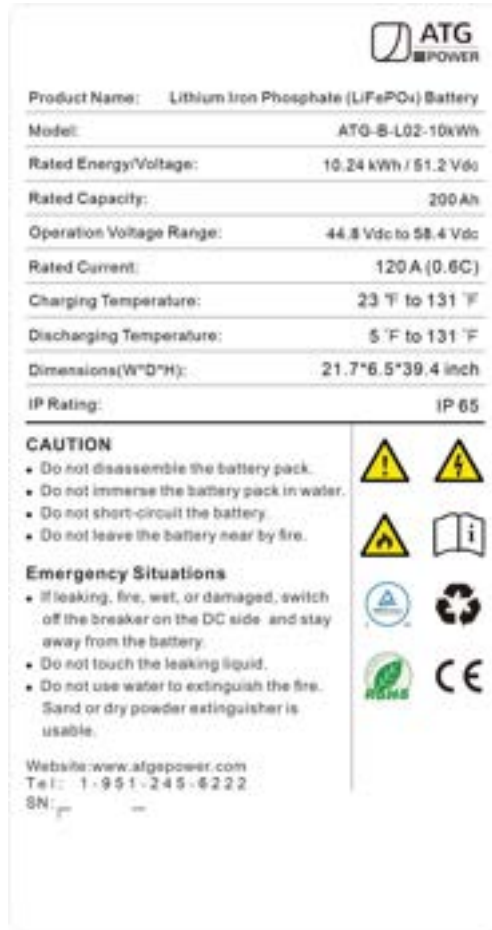 ATG
POWER
Product Name: Lithium Iron Phosphate (LiFePO₄) Battery
Model: ATG-B-L02-10kWh
Rated Energy/Voltage: 10.24 kWh / 51.2 Vdc
Rated Capacity: 200 Ah
Operation Voltage Range: 44.8 Vdc to 58.4 Vdc
Rated Current: 120 A (0.6C)
Charging Temperature: 23 ℉ to 131 ℉
Discharging Temperature: 5 ℉ to 131 ℉
Dimensions(W*D*H): 21.7*6.5*39.4 inch
IP Rating: IP 65
CAUTION
• Do not disassemble the battery pack.
• Do not immerse the battery pack in water.
• Do not short-circuit the battery.
• Do not leave the battery near by fire.
Emergency Situations
• If leaking, fire, wet, or damaged, switch
off the breaker on the DC side and stay
away from the battery.
• Do not touch the leaking liquid.
• Do not use water to extinguish the fire.
Sand or dry powder extinguisher is
usable.
Website:www.atgepower.com
Tel: 1-951-245-6222
SN:
RoHS
CE